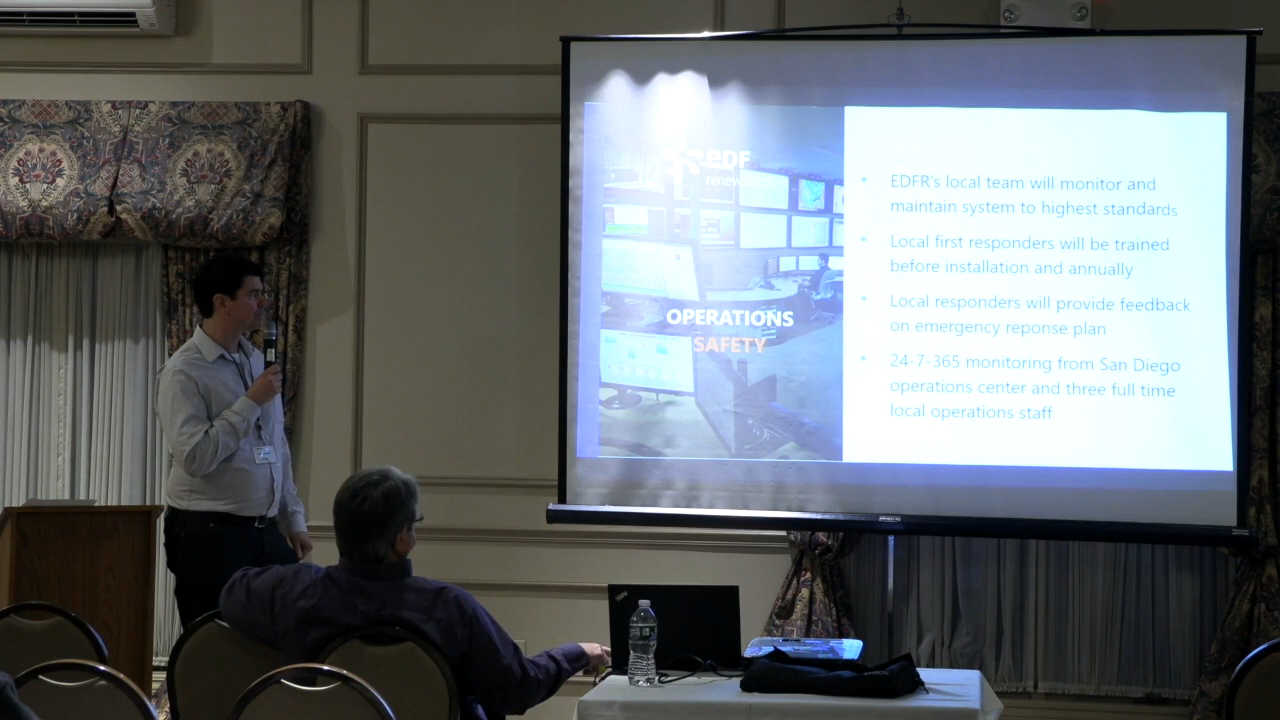 eDF
renew
OPERATIONS
SAFETY
• EDFR's local team will monitor and
maintain system to highest standards
• Local first responders will be trained
before installation and annually
• Local responders will provide feedback
on emergency reponse plan
• 24-7-365 monitoring from San Diego
operations center and three full time
local operations staff